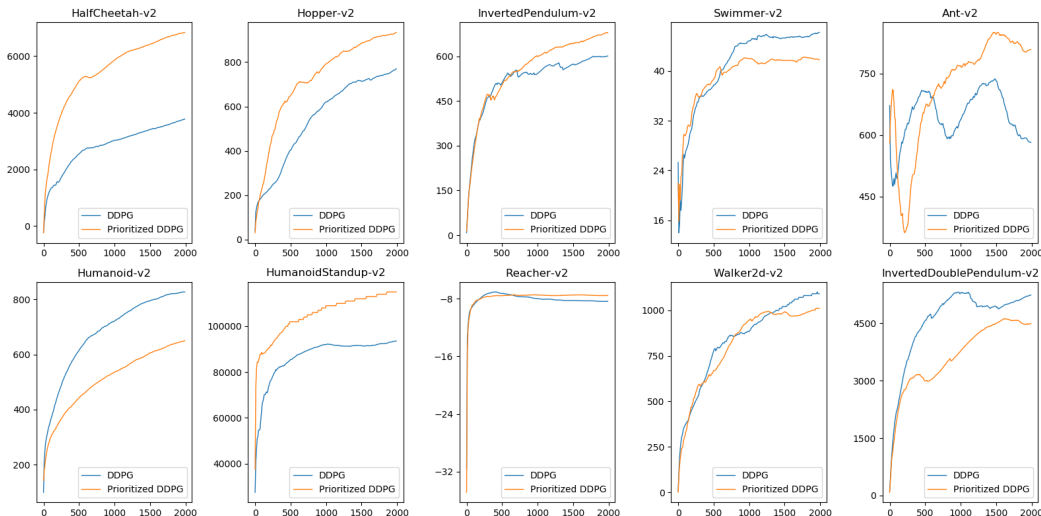 HalfCheetah-v2
6000
4000
2000
0
0 500 1000 1500 2000
DDPG
Prioritized DDPG
Hopper-v2
800
600
400
200
0
0 500 1000 1500 2000
DDPG
Prioritized DDPG
InvertedPendulum-v2
600
450
300
150
0
0 500 1000 1500 2000
DDPG
Prioritized DDPG
Swimmer-v2
40
36
32
28
24
20
16
0 500 1000 1500 2000
DDPG
Prioritized DDPG
Ant-v2
750
600
450
0 500 1000 1500 2000
DDPG
Prioritized DDPG
Humanoid-v2
800
600
400
200
0 500 1000 1500 2000
DDPG
Prioritized DDPG
HumanoidStandup-v2
100000
80000
60000
40000
0 500 1000 1500 2000
DDPG
Prioritized DDPG
Reacher-v2
−8
−16
−24
−32
0 500 1000 1500 2000
DDPG
Prioritized DDPG
Walker2d-v2
1000
750
500
250
0
0 500 1000 1500 2000
DDPG
Prioritized DDPG
InvertedDoublePendulum-v2
4500
3000
1500
0
0 500 1000 1500 2000
DDPG
Prioritized DDPG